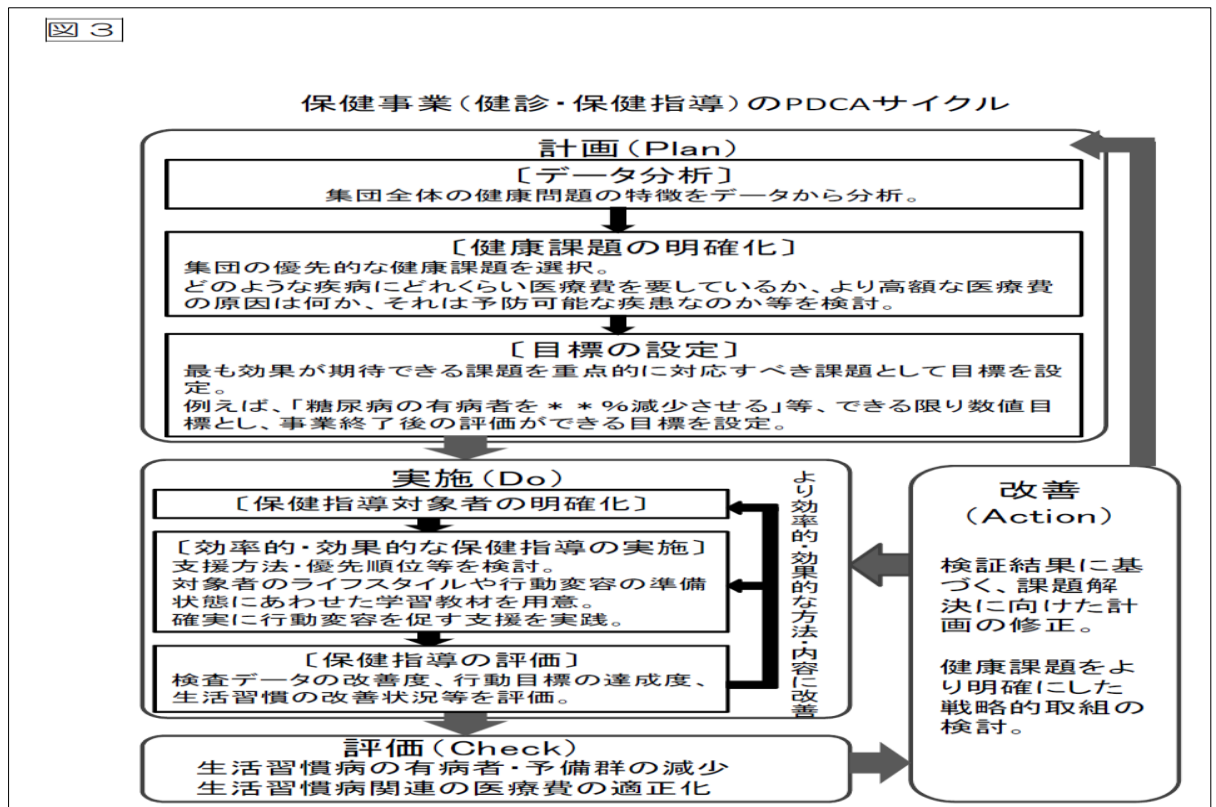 図３
保健事業（健診・保健指導）のPDCAサイクル
計画（Plan）
〔データ分析〕
集団全体の健康問題の特徴をデータから分析。
〔健康課題の明確化〕
集団の優先的な健康課題を選択。
どのような疾病にどれくらい医療費を要しているか、より高額な医療費
の原因は何か、それは予防可能な疾患なのか等を検討。
〔目標の設定〕
最も効果が期待できる課題を重点的に対応すべき課題として目標を設
定。
例えば、「糖尿病の有病者を＊＊％減少させる」等、できる限り数値目
標とし、事業終了後の評価ができる目標を設定。
実施（Do）
〔保健指導対象者の明確化〕
〔効率的・効果的な保健指導の実施〕
支援方法・優先順位等を検討。
対象者のライフスタイルや行動変容の準備
状態にあわせた学習教材を用意。
確実に行動変容を促す支援を実践。
〔保健指導の評価〕
検査データの改善度、行動目標の達成度、
生活習慣の改善状況等を評価。
より効率的・効果的な方法・内容に改善
評価（Check）
生活習慣病の有病者・予備群の減少
生活習慣病関連の医療費の適正化
改善
（Action）
検証結果に基
づく、課題解
決に向けた計
画の修正。
健康課題をよ
り明確にした
戦略的取組の
検討。